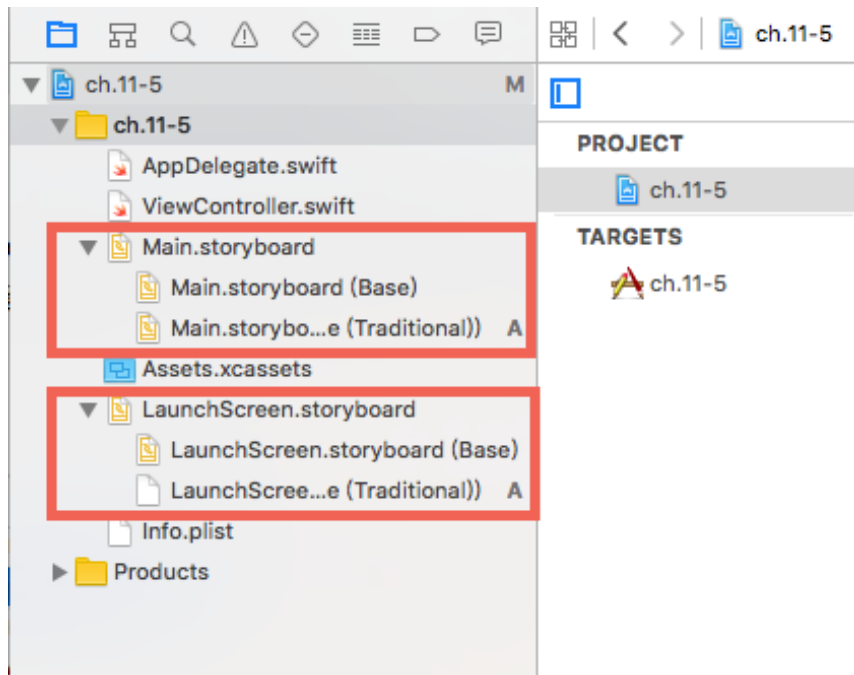 ch.11-5
ch.11-5 M
ch.11-5
AppDelegate.swift
ViewController.swift
Main.storyboard
Main.storyboard (Base)
Main.storybo...e (Traditional)) A
Assets.xcassets
LaunchScreen.storyboard
LaunchScreen.storyboard (Base)
LaunchScree...e (Traditional)) A
Info.plist
Products
PROJECT
ch.11-5
TARGETS
ch.11-5